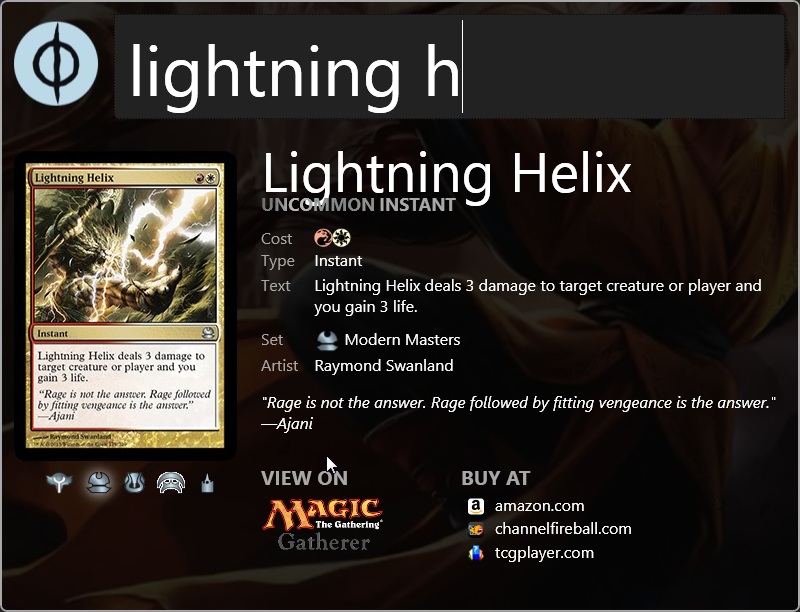 lightning h
Lightning Helix
Lightning Helix
UNCOMMON INSTANT
Cost
Type Instant
Text Lightning Helix deals 3 damage to target creature or player and
you gain 3 life.
Set Modern Masters
Artist Raymond Swanland
"Rage is not the answer. Rage followed by fitting vengeance is the answer."
—Ajani
Instant
Lightning Helix deals 3 damage to
target creature or player and you
gain 3 life.
“Rage is not the answer. Rage followed
by fitting vengeance is the answer.”
—Ajani
Raymond Swanland
VIEW ON
MAGIC
The Gathering®
Gatherer
BUY AT
amazon.com
channelfireball.com
tcgplayer.com